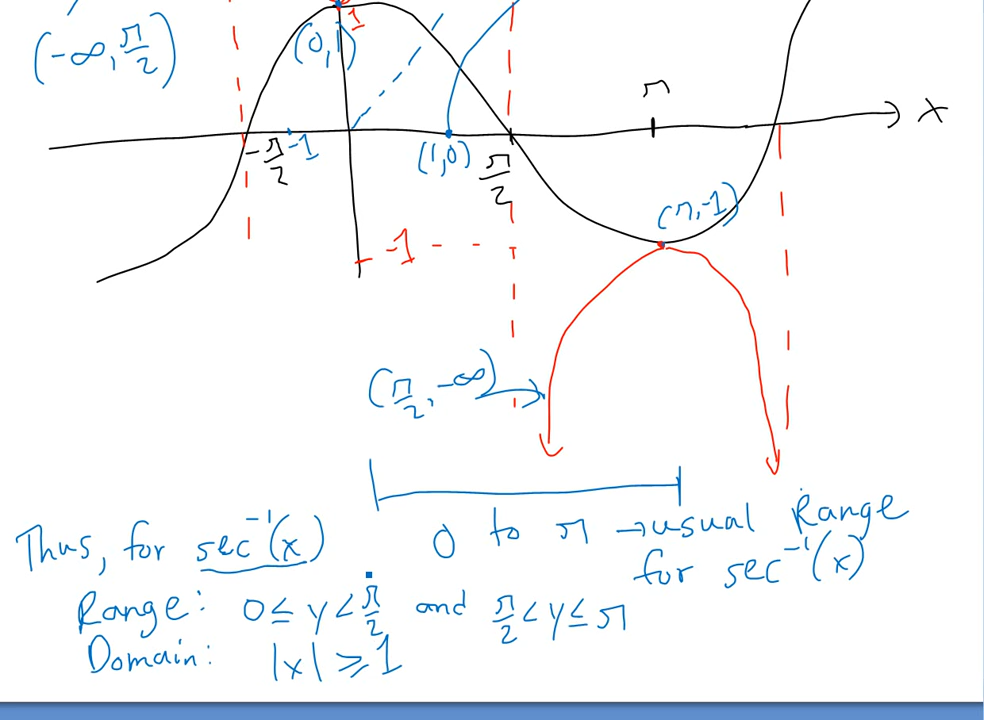 (-∞, π/2)
1
(0, 1)
π
x
-π/2
-1
(1,0)
π/2
(π,-1)
-1
(π/2, -∞)
0 to π → usual Range
for sec⁻¹(x)
Thus, for sec⁻¹(x)
Range: 0 ≤ y < π/2 and π/2 < y ≤ π
Domain: |x| ≥ 1